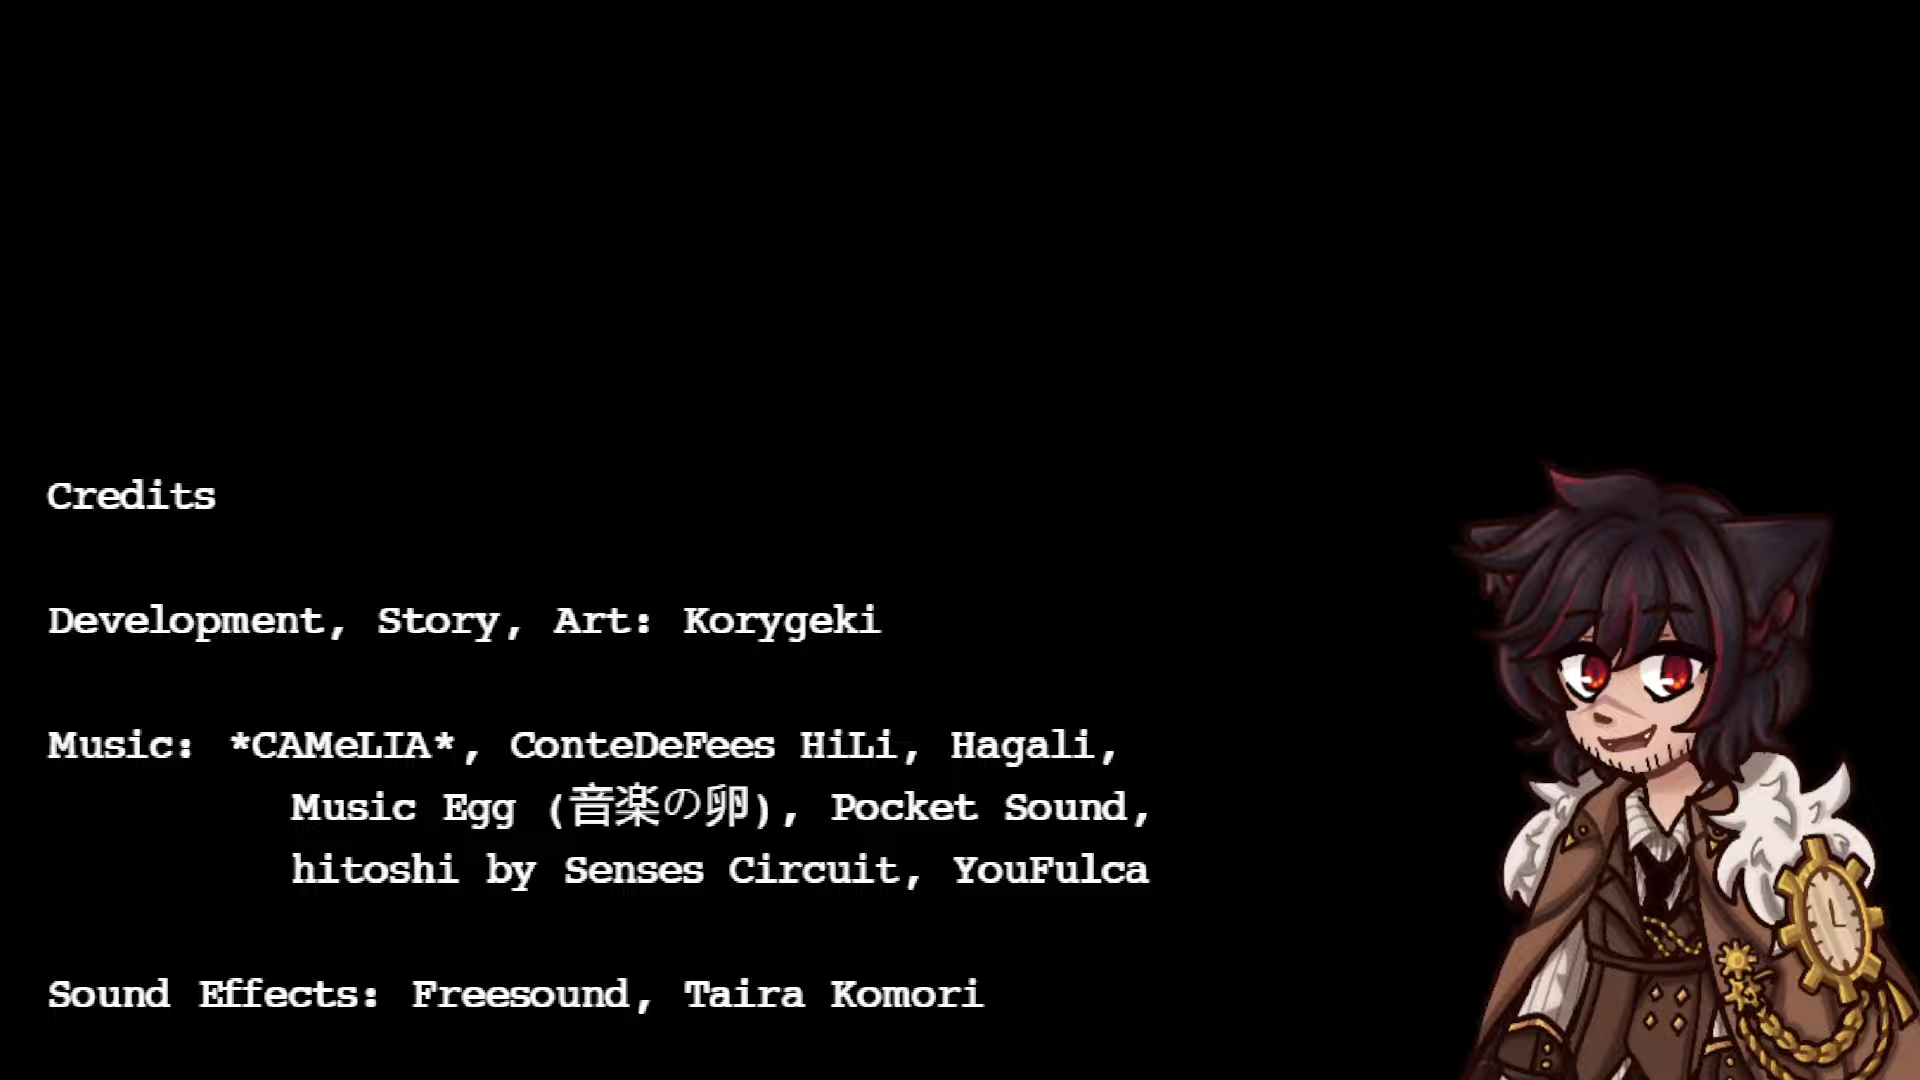 Credits
Development, Story, Art: Korygeki
Music: *CAMeLIA*, ConteDeFees HiLi, Hagali,
Music Egg (音楽の卵), Pocket Sound,
hitoshi by Senses Circuit, YouFulca
Sound Effects: Freesound, Taira Komori